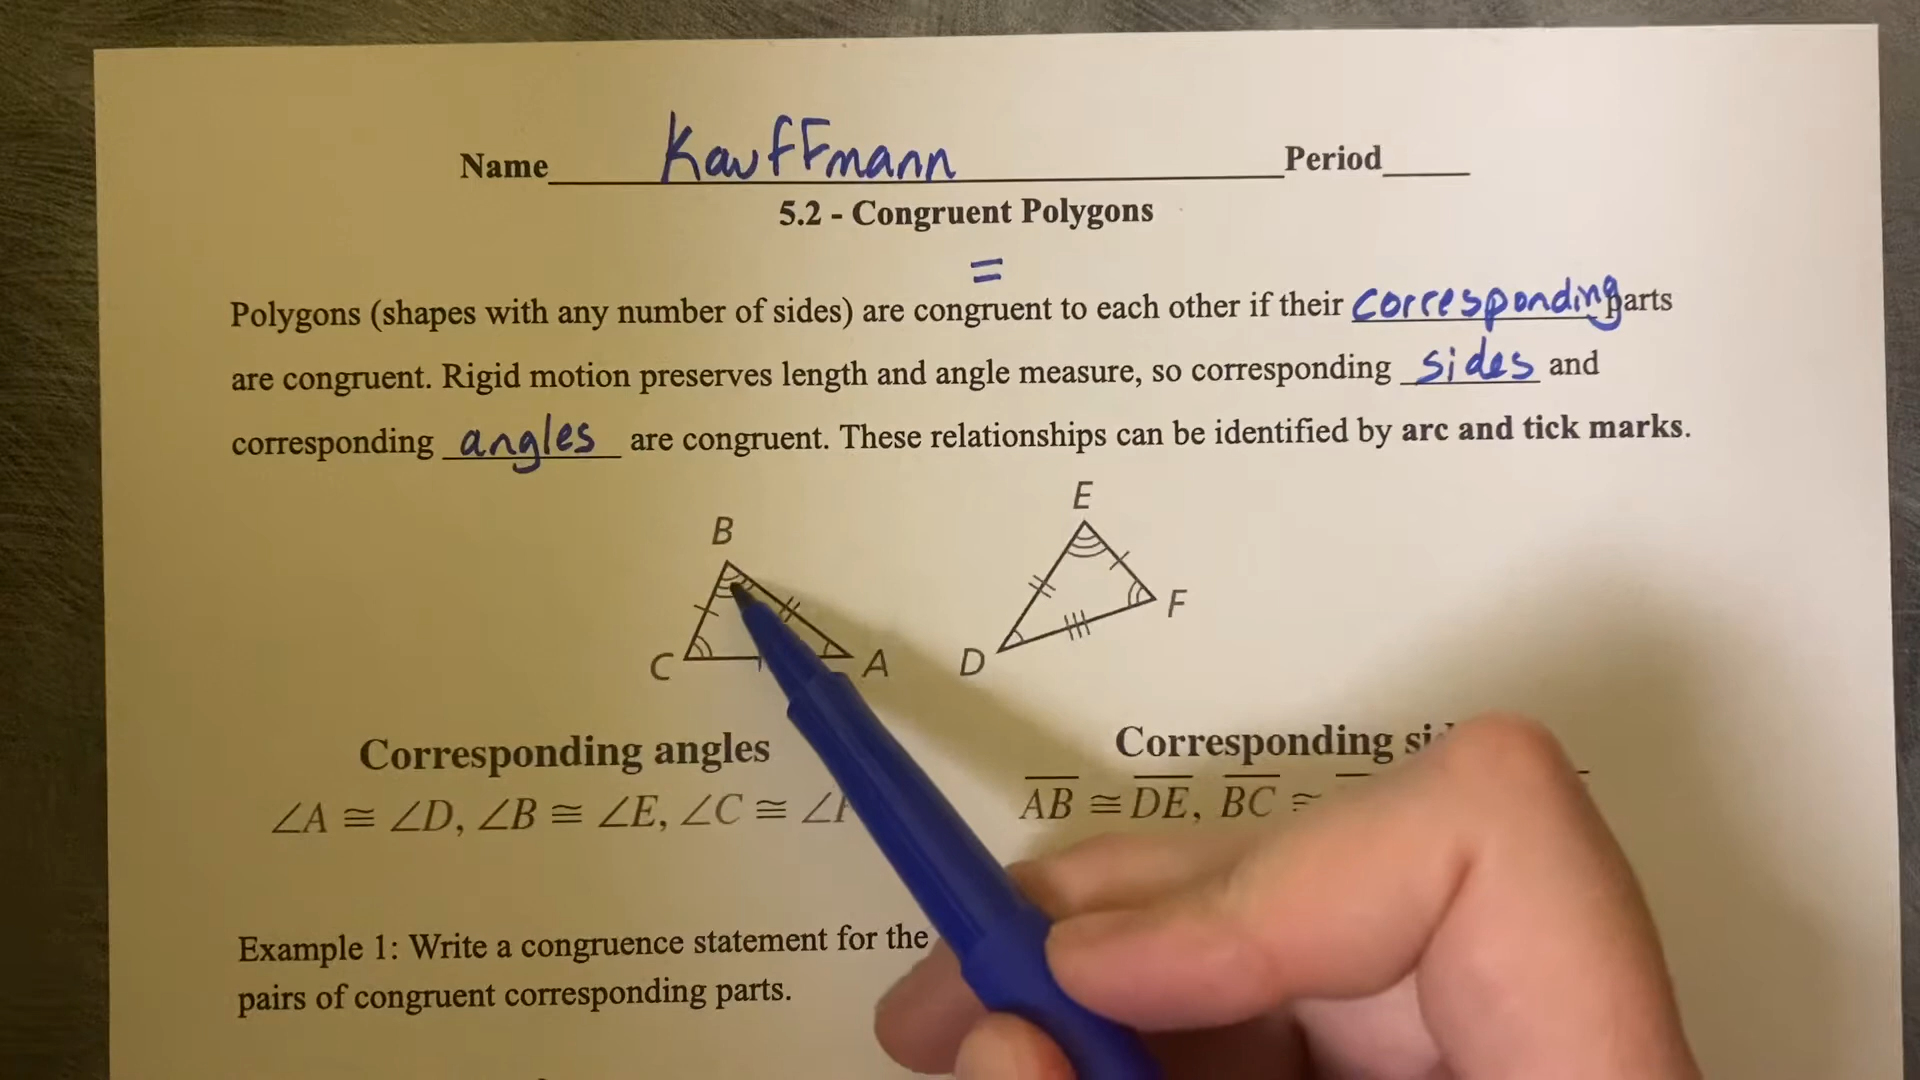 Name Kauffmann Period
5.2 - Congruent Polygons
=
Polygons (shapes with any number of sides) are congruent to each other if their corresponding parts
are congruent. Rigid motion preserves length and angle measure, so corresponding sides and
corresponding angles are congruent. These relationships can be identified by arc and tick marks.
E
B
F
C A D
Corresponding angles Corresponding
∠A ≅ ∠D, ∠B ≅ ∠E, ∠C ≅ AB ≅ DE, BC ≅
Example 1: Write a congruence statement for the
pairs of congruent corresponding parts.